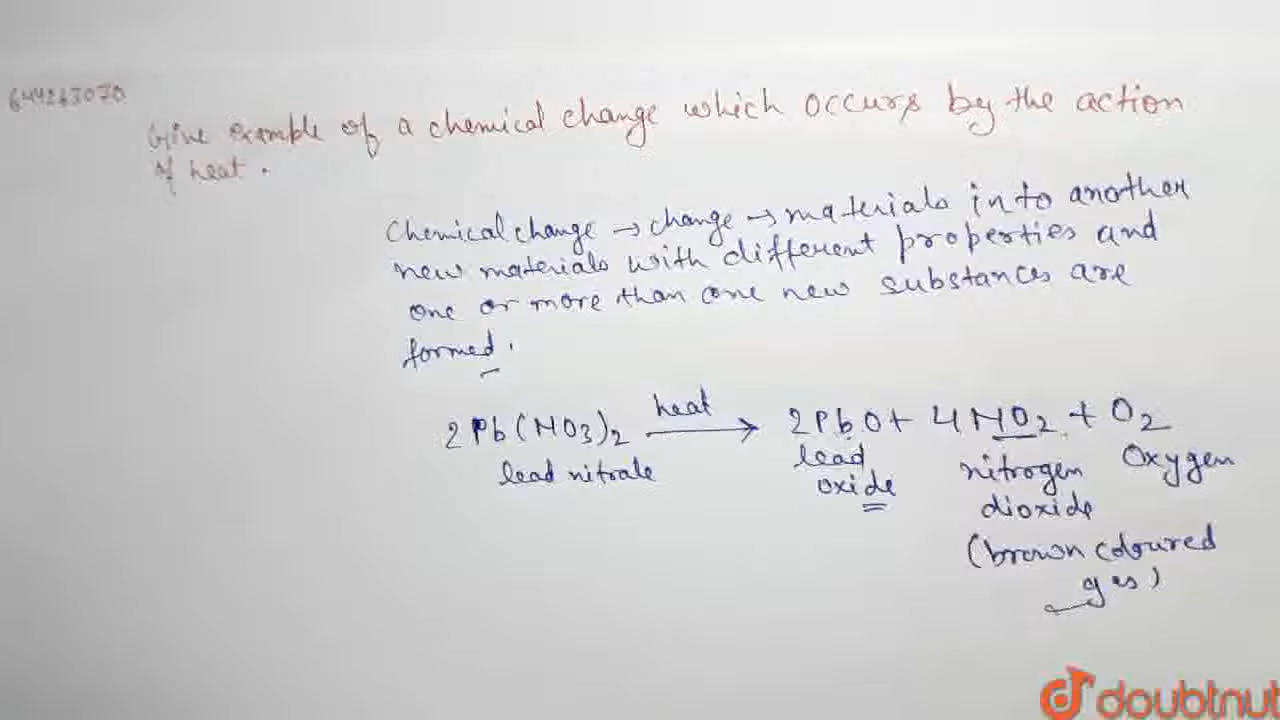 644263070
Give example of a chemical change which occurs by the action
of heat.
Chemical change → change → materials into another
new materials with different properties and
one or more than one new substances are
formed.
2Pb(NO3)2 heat → 2PbO + 4NO2 + O2
lead nitrate lead oxide nitrogen dioxide Oxygen
(brown coloured
gas)
doubtnut